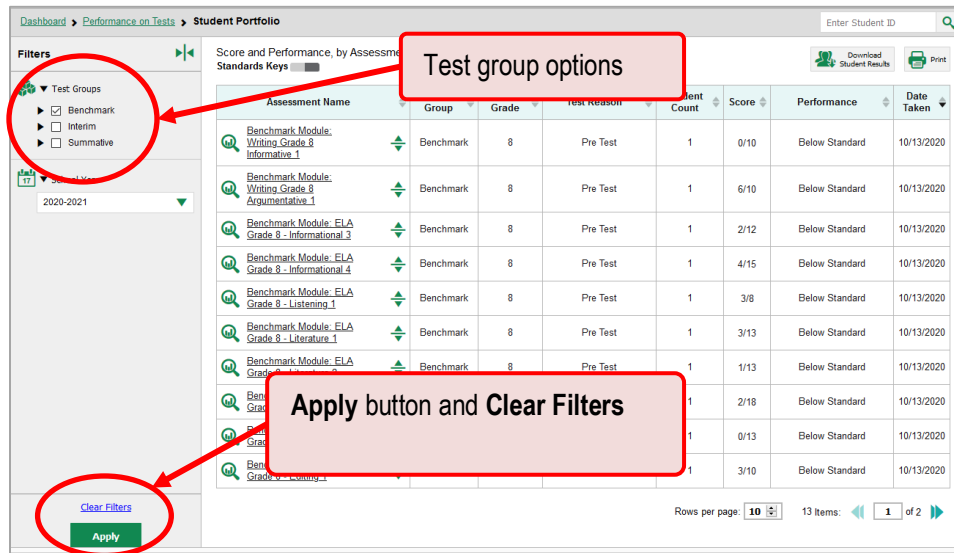 Dashboard > Performance on Tests > Student Portfolio
Enter Student ID
Filters
Test Groups
Benchmark
Interim
Summative
17
2020-2021
Clear Filters
Apply
Score and Performance, by
Standards Keys
Download
Student Results
Print
Test group options
Apply button and Clear Filters
Assessment Name Group Grade Test Reason Count Score Performance Date
Taken
Benchmark Module:
Writing Grade 8
Informative 1
Benchmark 8 Pre Test 1 0/10 Below Standard 10/13/2020
Benchmark Module:
Writing Grade 8
Argumentative 1
Benchmark 8 Pre Test 1 6/10 Below Standard 10/13/2020
Benchmark Module: ELA
Grade 8 - Informational 3
Benchmark 8 Pre Test 1 2/12 Below Standard 10/13/2020
Benchmark Module: ELA
Grade 8 - Informational 4
Benchmark 8 Pre Test 1 4/15 Below Standard 10/13/2020
Benchmark Module: ELA
Grade 8 - Listening 1
Benchmark 8 Pre Test 1 3/8 Below Standard 10/13/2020
Benchmark Module: ELA
Grade 8 - Literature 1
Benchmark 8 Pre Test 1 3/13 Below Standard 10/13/2020
Benchmark Module: ELA
Benchmark 8 Pre Test 1 1/13 Below Standard 10/13/2020
1 2/18 Below Standard 10/13/2020
1 0/13 Below Standard 10/13/2020
1 3/10 Below Standard 10/13/2020
Rows per page: 10 13 Items: 1 of 2